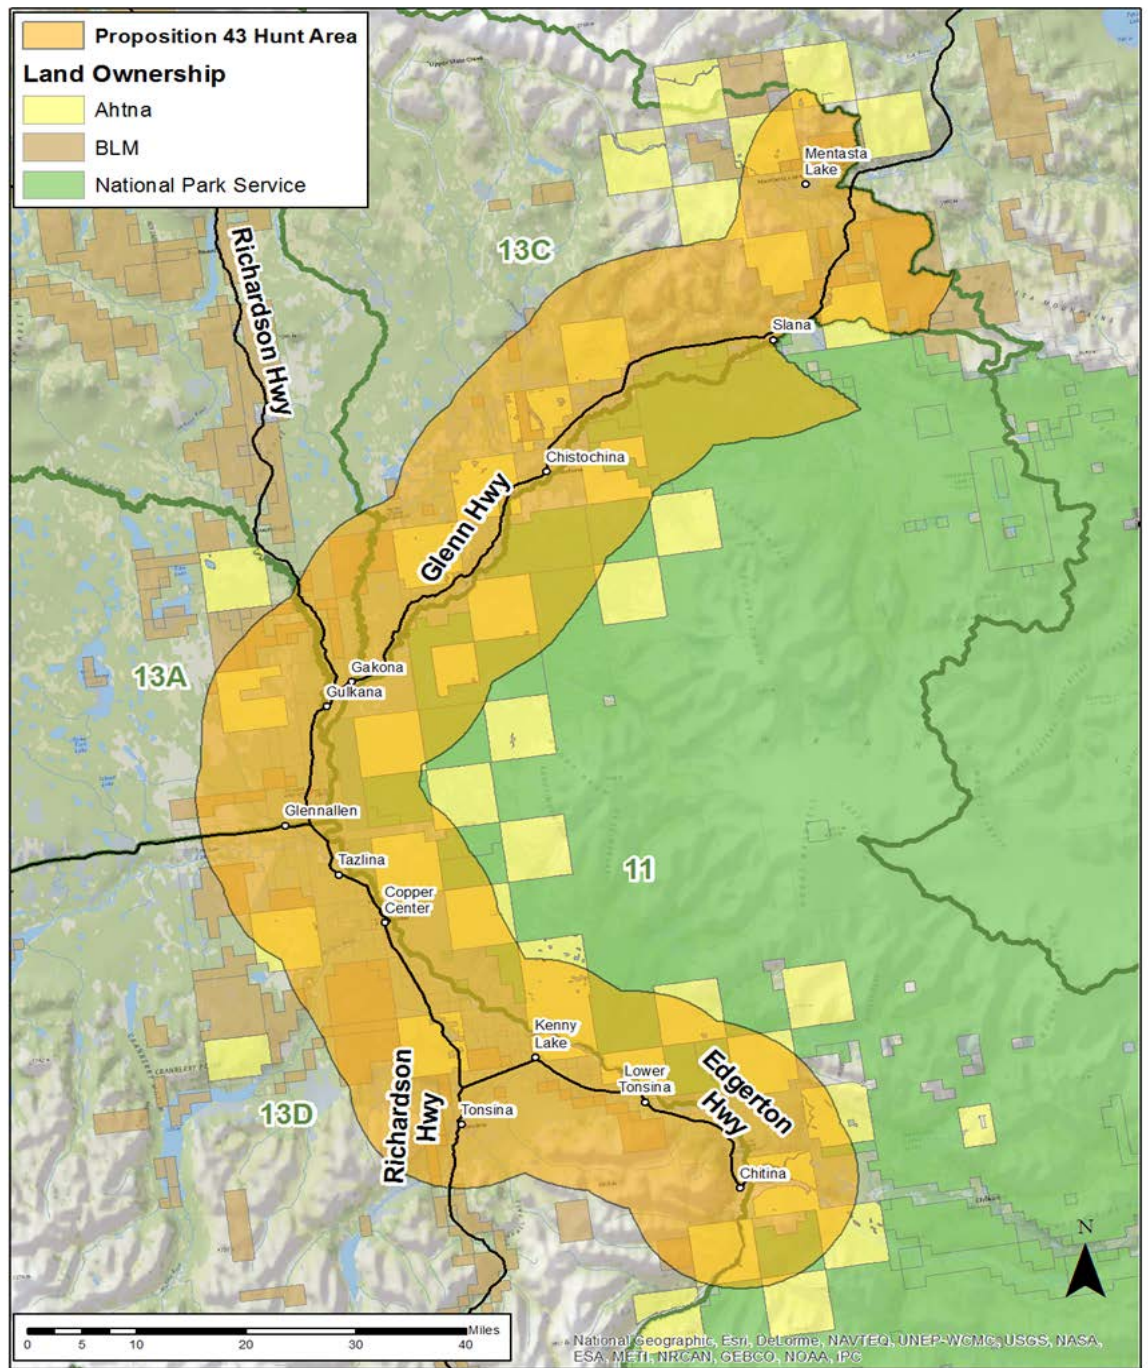 Proposition 43 Hunt Area
Land Ownership
Ahtna
BLM
National Park Service
Mentasta
Lake
13C
Richardson Hwy
Slana
Chistochina
Glenn Hwy
13A
Gakona
Gulkana
Glennallen
Tazlina
11
Copper
Center
Kenny
Lake
Lower
Tonsina
Edgerton
Hwy
13D
Richardson
Hwy
Tonsina
Chitina
N
Miles
0 5 10 20 30 40
National Geographic, Esri, DeLorme, NAVTEQ, UNEP-WCMC, USGS, NASA,
ESA, METI, NRCAN, GEBCO, NOAA, iPC